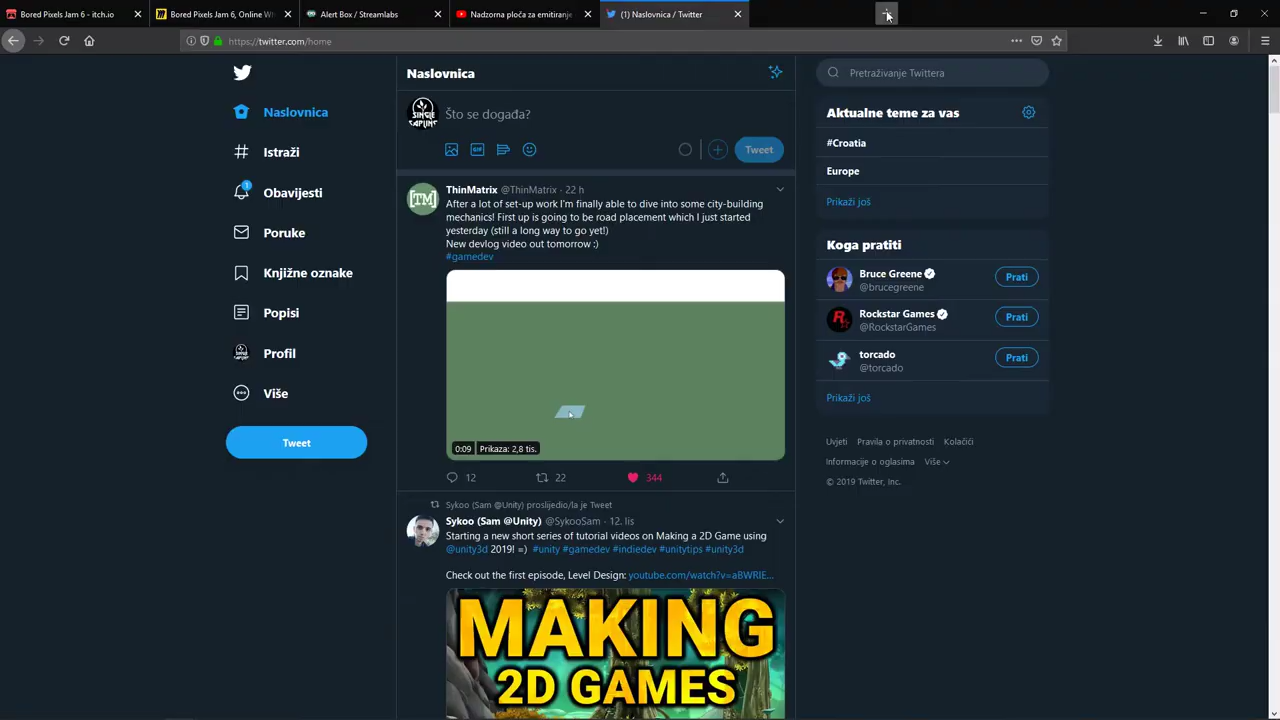 Bored Pixels Jam 6 - itch.io
Bored Pixels Jam 6, Online Wh
Alert Box / Streamlabs
Nadzorna ploča za emitiranje
(1) Naslovnica / Twitter
https://twitter.com/home
Naslovnica
Istraži
Obavijesti
1
Poruke
Knjižne oznake
Popisi
Profil
Više
Tweet
Naslovnica
Što se događa?
GIF
Tweet
[TM]
ThinMatrix @ThinMatrix · 22 h
After a lot of set-up work I'm finally able to dive into some city-building
mechanics! First up is going to be road placement which I just started
yesterday (still a long way to go yet!)
New devlog video out tomorrow :)
#gamedev
0:09 Prikaza: 2,8 tis.
12 22 344
Sykoo (Sam @Unity) proslijedio/la je Tweet
Sykoo (Sam @Unity) @SykooSam · 12. lis
Starting a new short series of tutorial videos on Making a 2D Game using
@unity3d 2019! =) #unity #gamedev #indiedev #unitytips #unity3d
Check out the first episode, Level Design: youtube.com/watch?v=aBWRIE...
MAKING
2D GAMES
Pretraživanje Twittera
Aktualne teme za vas
#Croatia
Europe
Prikaži još
Koga pratiti
Bruce Greene
@brucegreene
Prati
Rockstar Games
@RockstarGames
Prati
torcado
@torcado
Prati
Prikaži još
Uvjeti Pravila o privatnosti Kolačići
Informacije o oglasima Više
© 2019 Twitter, Inc.